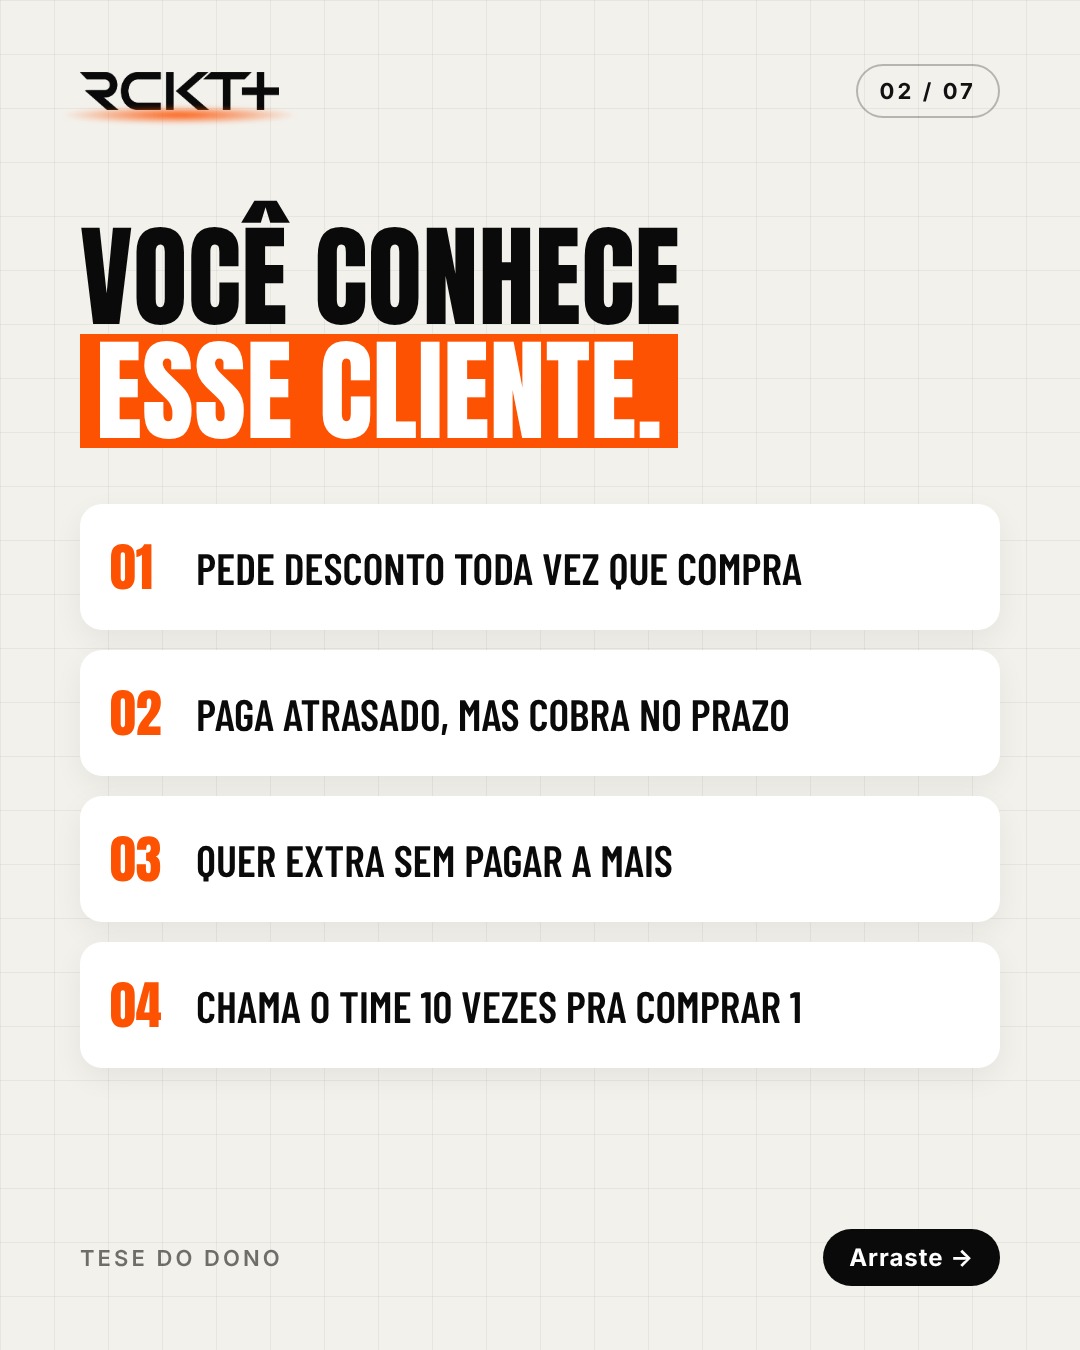 RCKT+
02 / 07
VOCÊ CONHECE
ESSE CLIENTE.
01 PEDE DESCONTO TODA VEZ QUE COMPRA
02 PAGA ATRASADO, MAS COBRA NO PRAZO
03 QUER EXTRA SEM PAGAR A MAIS
04 CHAMA O TIME 10 VEZES PRA COMPRAR 1
TESE DO DONO
Arraste →